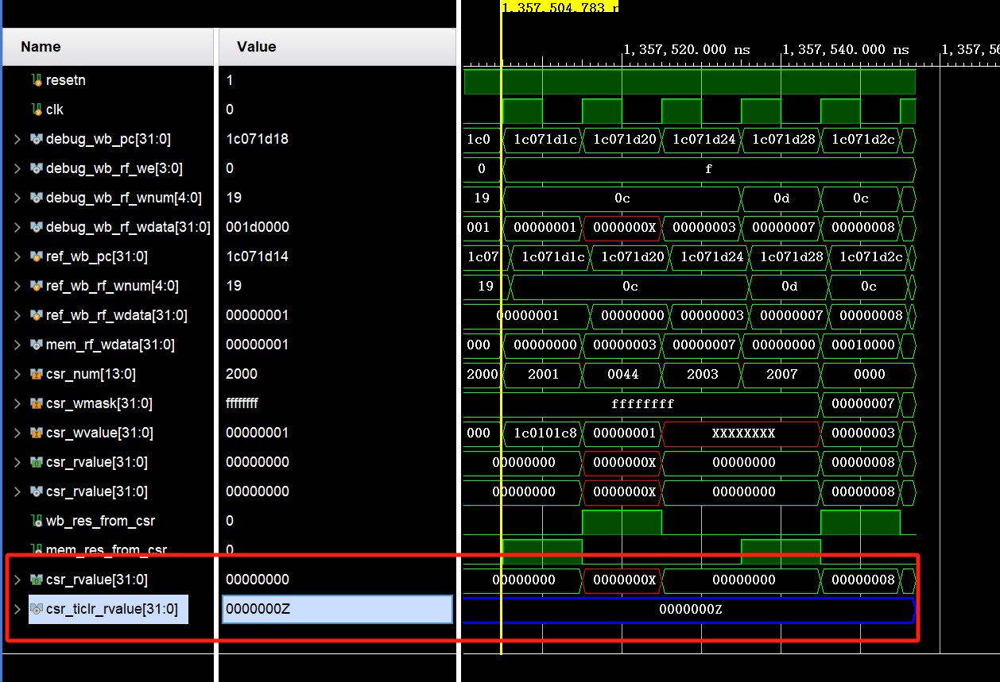 1,357,504.783 n
Name Value
1,357,520.000 ns 1,357,540.000 ns 1,357,56
resetn 1
clk 0
debug_wb_pc[31:0] 1c071d18 1c0 1c071d1c 1c071d20 1c071d24 1c071d28 1c071d2c
debug_wb_rf_we[3:0] 0 0 f
debug_wb_rf_wnum[4:0] 19 19 0c 0d 0c
debug_wb_rf_wdata[31:0] 001d0000 001 00000001 0000000X 00000003 00000007 00000008
ref_wb_pc[31:0] 1c071d14 1c07 1c071d1c 1c071d20 1c071d24 1c071d28 1c071d2c
ref_wb_rf_wnum[4:0] 19 19 0c 0d 0c
ref_wb_rf_wdata[31:0] 00000001 00000001 00000000 00000003 00000007 00000008
mem_rf_wdata[31:0] 00000001 000 00000000 00000003 00000007 00000000 00010000
csr_num[13:0] 2000 2000 2001 0044 2003 2007 0000
csr_wmask[31:0] ffffffff ffffffff 00000007
csr_wvalue[31:0] 00000001 000 1c0101c8 00000001 XXXXXXXX 00000003
csr_rvalue[31:0] 00000000 00000000 0000000X 00000000 00000008
csr_rvalue[31:0] 00000000 00000000 0000000X 00000000 00000008
wb_res_from_csr 0
mem_res_from_csr 0
csr_rvalue[31:0] 00000000 00000000 0000000X 00000000 00000008
csr_ticlr_rvalue[31:0] 0000000Z 0000000Z